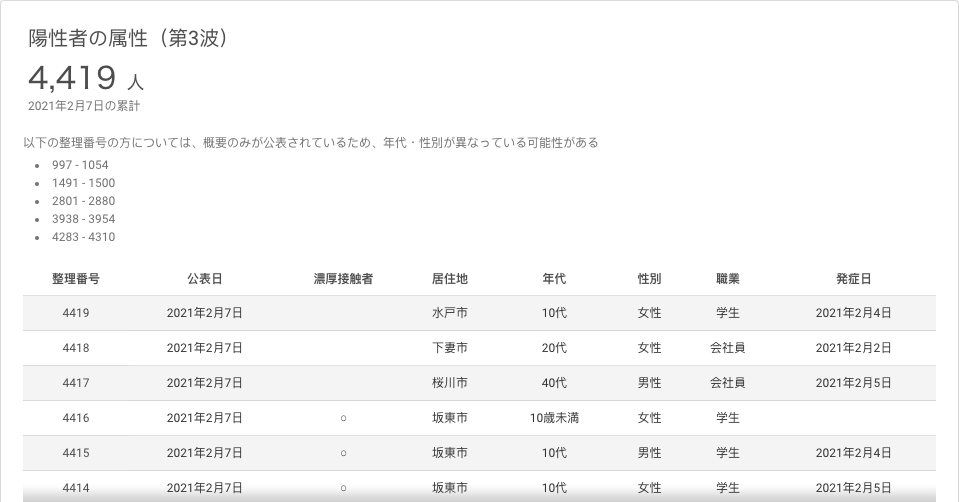 陽性者の属性（第3波）
4,419 人
2021年2月7日の累計
以下の整理番号の方については、概要のみが公表されているため、年代・性別が異なっている可能性がある
• 997 - 1054
• 1491 - 1500
• 2801 - 2880
• 3938 - 3954
• 4283 - 4310
整理番号 公表日 濃厚接触者 居住地 年代 性別 職業 発症日
4419 2021年2月7日 水戸市 10代 女性 学生 2021年2月4日
4418 2021年2月7日 下妻市 20代 女性 会社員 2021年2月2日
4417 2021年2月7日 桜川市 40代 男性 会社員 2021年2月5日
4416 2021年2月7日 ○ 坂東市 10歳未満 女性 学生
4415 2021年2月7日 ○ 坂東市 10代 男性 学生 2021年2月4日
4414 2021年2月7日 ○ 坂東市 10代 女性 学生 2021年2月5日